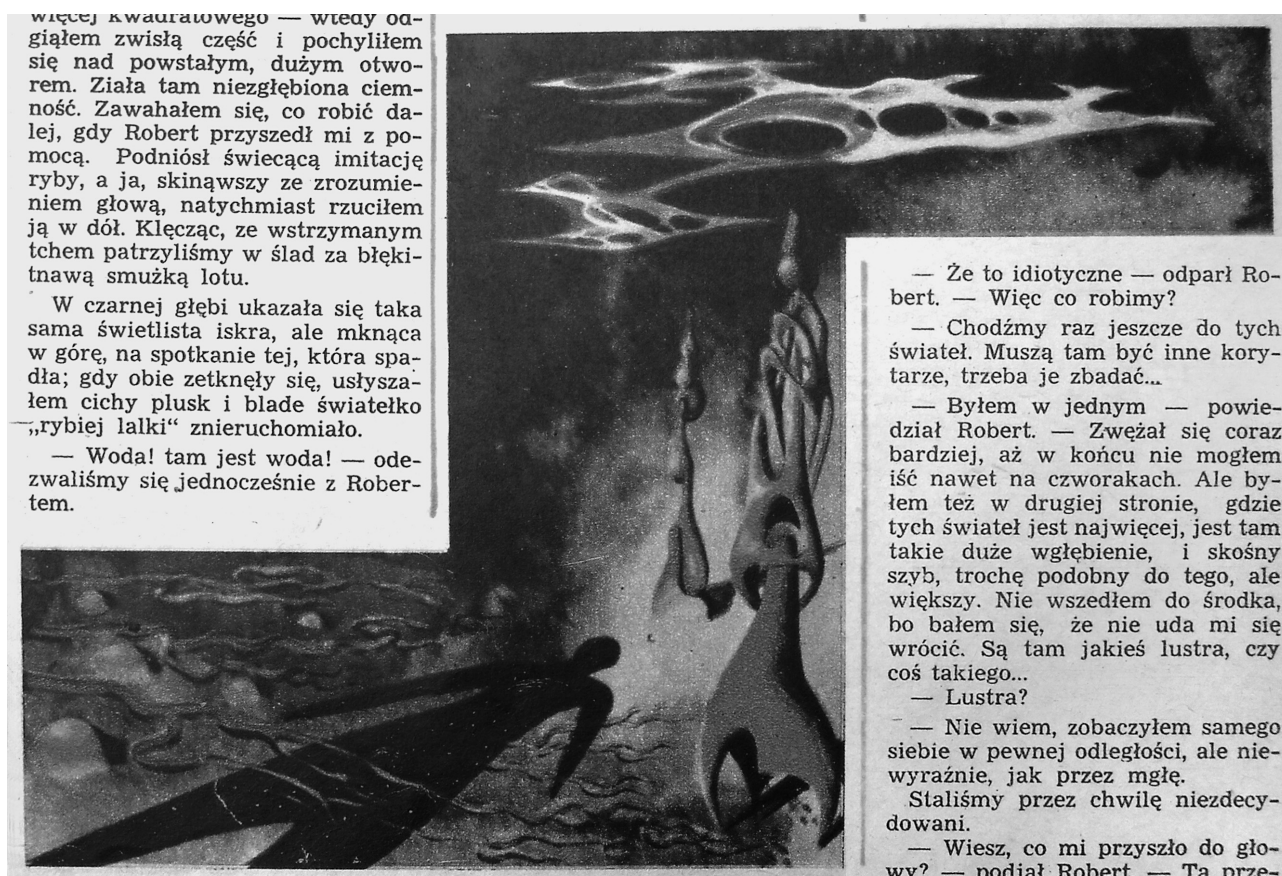 więcej kwadratowego — wtedy od-
giąłem zwisłą część i pochyliłem
się nad powstałym, dużym otwo-
rem. Ziała tam niezgłębiona ciem-
ność. Zawahałem się, co robić da-
lej, gdy Robert przyszedł mi z po-
mocą. Podniósł świecącą imitację
ryby, a ja, skinąwszy ze zrozumie-
niem głową, natychmiast rzuciłem
ją w dół. Klęcząc, ze wstrzymanym
tchem patrzyliśmy w ślad za błęki-
tnawą smużką lotu.
W czarnej głębi ukazała się taka
sama świetlista iskra, ale mknąca
w górę, na spotkanie tej, która spa-
dła; gdy obie zetknęły się, usłysza-
łem cichy plusk i blade światełko
„rybiej lalki“ znieruchomiało.
— Woda! tam jest woda! — ode-
zwaliśmy się jednocześnie z Rober-
tem.
— Że to idiotyczne — odparł Ro-
bert. — Więc co robimy?
— Chodźmy raz jeszcze do tych
świateł. Muszą tam być inne kory-
tarze, trzeba je zbadać...
— Byłem w jednym — powie-
dział Robert. — Zwężał się coraz
bardziej, aż w końcu nie mogłem
iść nawet na czworakach. Ale by-
łem też w drugiej stronie, gdzie
tych świateł jest najwięcej, jest tam
takie duże wgłębienie, i skośny
szyb, trochę podobny do tego, ale
większy. Nie wszedłem do środka,
bo bałem się, że nie uda mi się
wrócić. Są tam jakieś lustra, czy
coś takiego...
— Lustra?
— Nie wiem, zobaczyłem samego
siebie w pewnej odległości, ale nie-
wyraźnie, jak przez mgłę.
Staliśmy przez chwilę niezdecy-
dowani.
— Wiesz, co mi przyszło do gło-
wy? — podjął Robert. — Ta prze-